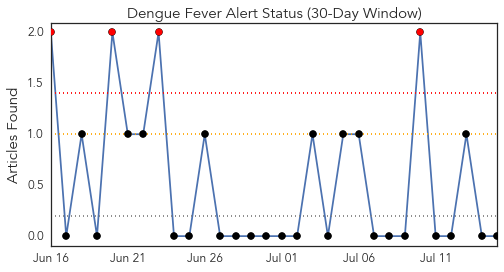 Dengue Fever Alert Status (30-Day Window)
Articles Found
2.0
1.5
1.0
0.5
0.0
Jun 16
Jun 21
Jun 26
Jul 01
Jul 06
Jul 11